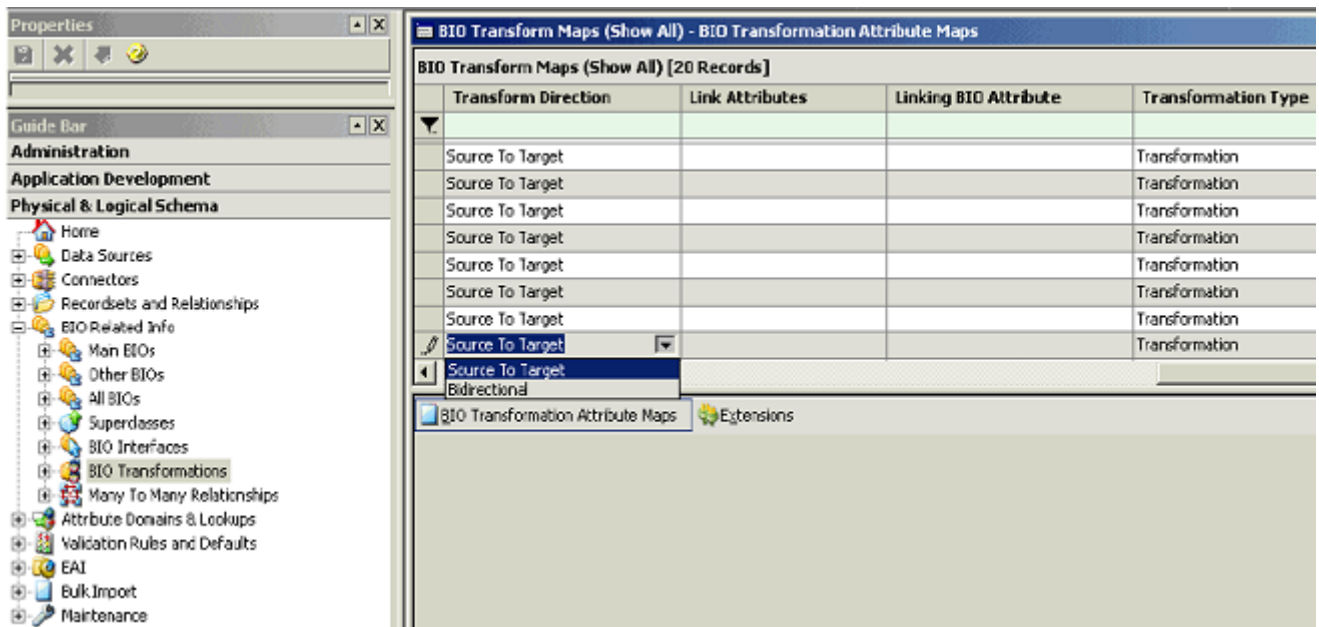 Properties
Guide Bar
Administration
Application Development
Physical & Logical Schema
Home
Data Sources
Connectors
Recordsets and Relationships
BIO Related Info
Main BIOs
Other BIOs
All BIOs
Superclasses
BIO Interfaces
BIO Transformations
Many To Many Relationships
Attribute Domains & Lookups
Validation Rules and Defaults
EAI
Bulk Import
Maintenance
BIO Transform Maps (Show All) - BIO Transformation Attribute Maps
BIO Transform Maps (Show All) [20 Records]
Transform Direction Link Attributes Linking BIO Attribute Transformation Type
Source To Target Transformation
Source To Target Transformation
Source To Target Transformation
Source To Target Transformation
Source To Target Transformation
Source To Target Transformation
Source To Target Transformation
Source To Target Transformation
Source To Target
Bidirectional
BIO Transformation Attribute Maps Extensions